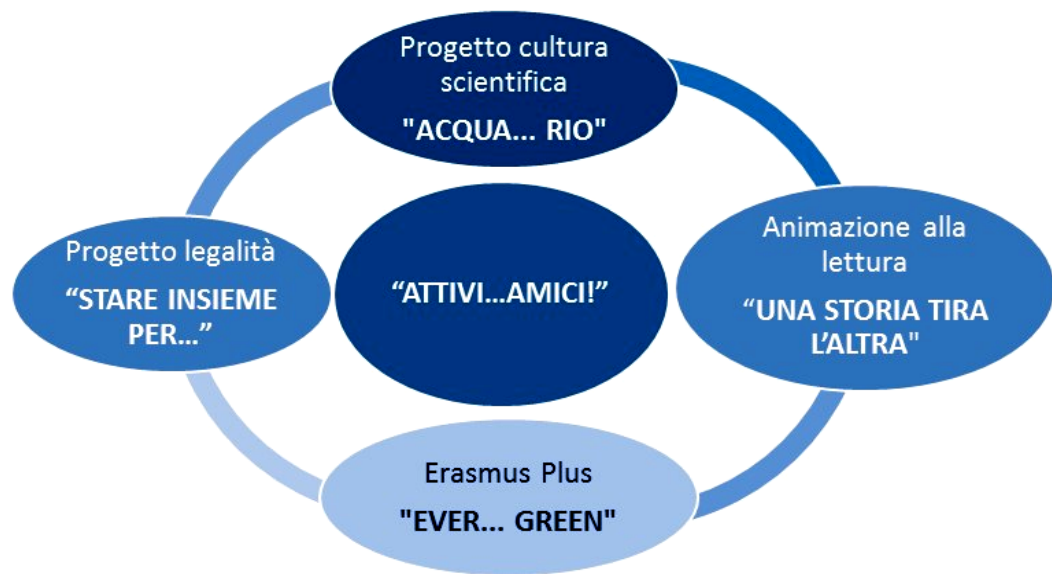 Progetto cultura
scientifica
"ACQUA... RIO"
Progetto legalità
“STARE INSIEME
PER...”
“ATTIVI...AMICI!”
Animazione alla
lettura
“UNA STORIA TIRA
L’ALTRA"
Erasmus Plus
"EVER... GREEN"